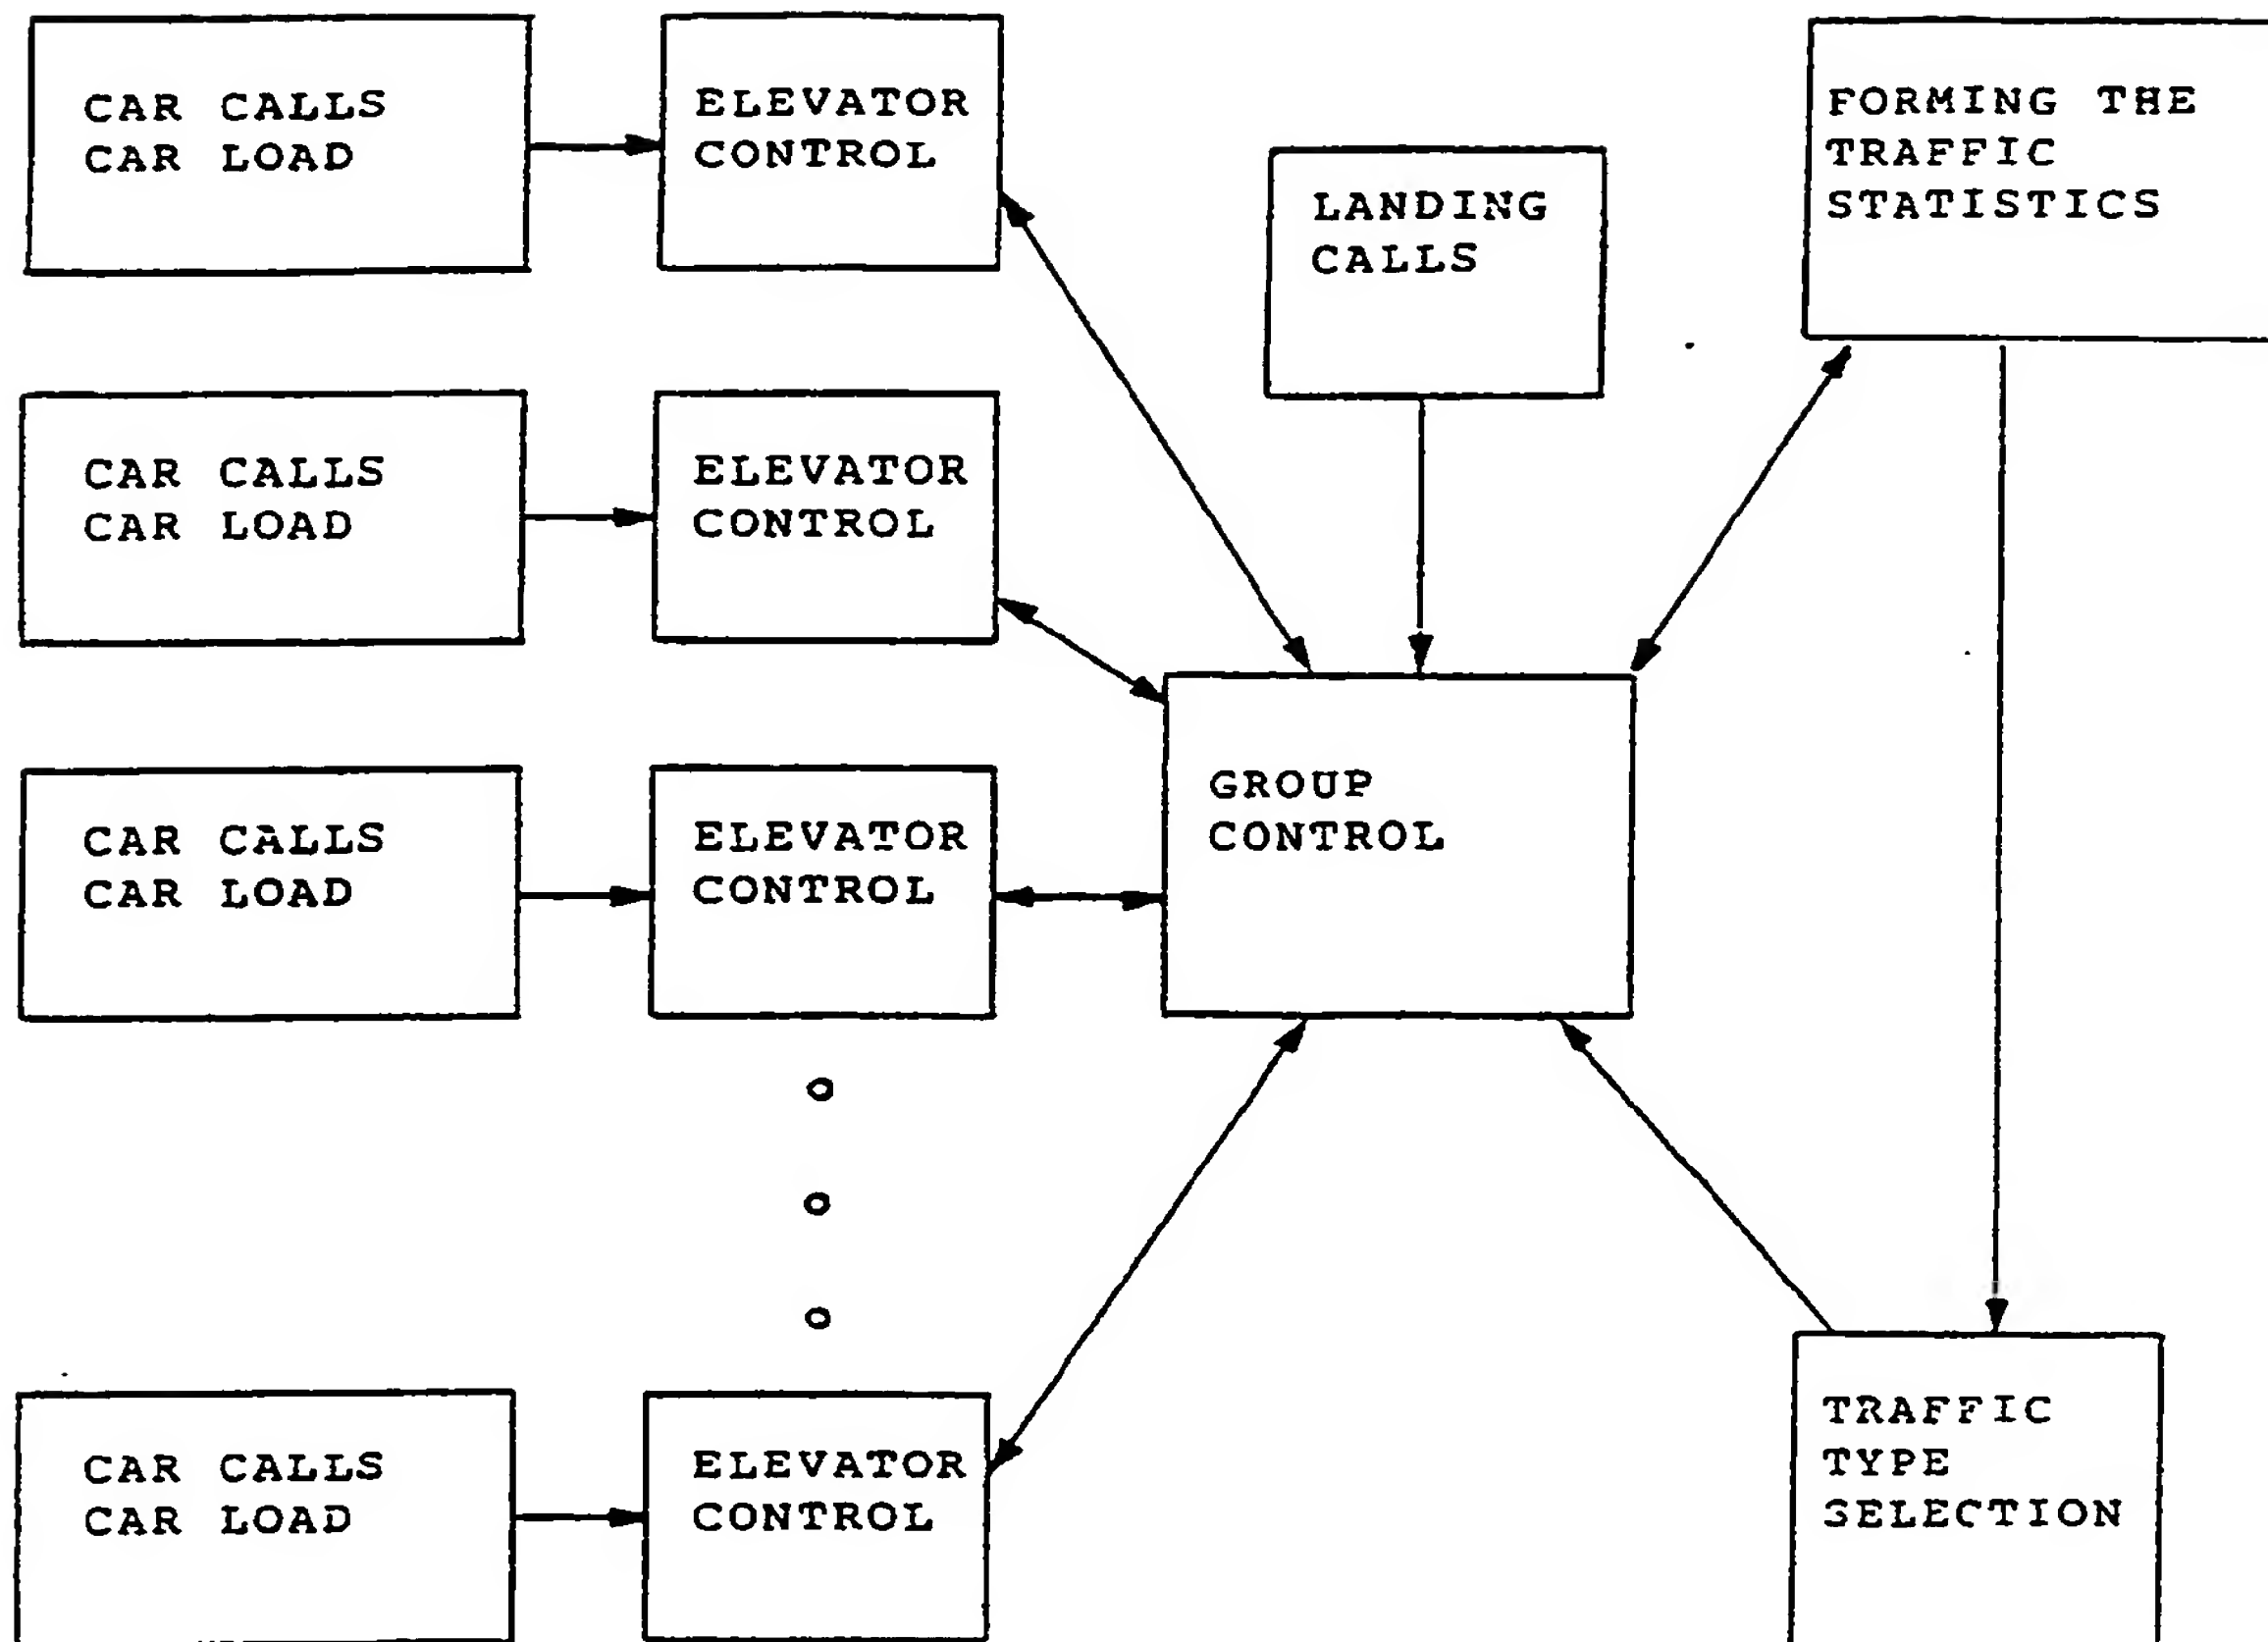 CAR CALLS
CAR LOAD
ELEVATOR
CONTROL
LANDING
CALLS
FORMING THE
TRAFFIC
STATISTICS
CAR CALLS
CAR LOAD
ELEVATOR
CONTROL
CAR CALLS
CAR LOAD
ELEVATOR
CONTROL
GROUP
CONTROL
CAR CALLS
CAR LOAD
ELEVATOR
CONTROL
TRAFFIC
TYPE
SELECTION